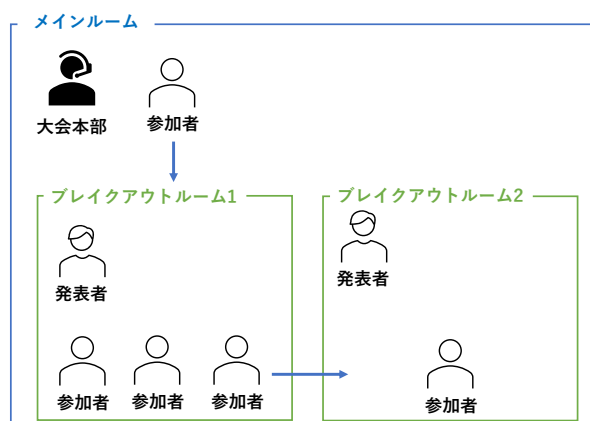 メインルーム
大会本部
参加者
ブレイクアウトルーム1
ブレイクアウトルーム2
発表者
発表者
参加者
参加者
参加者
参加者